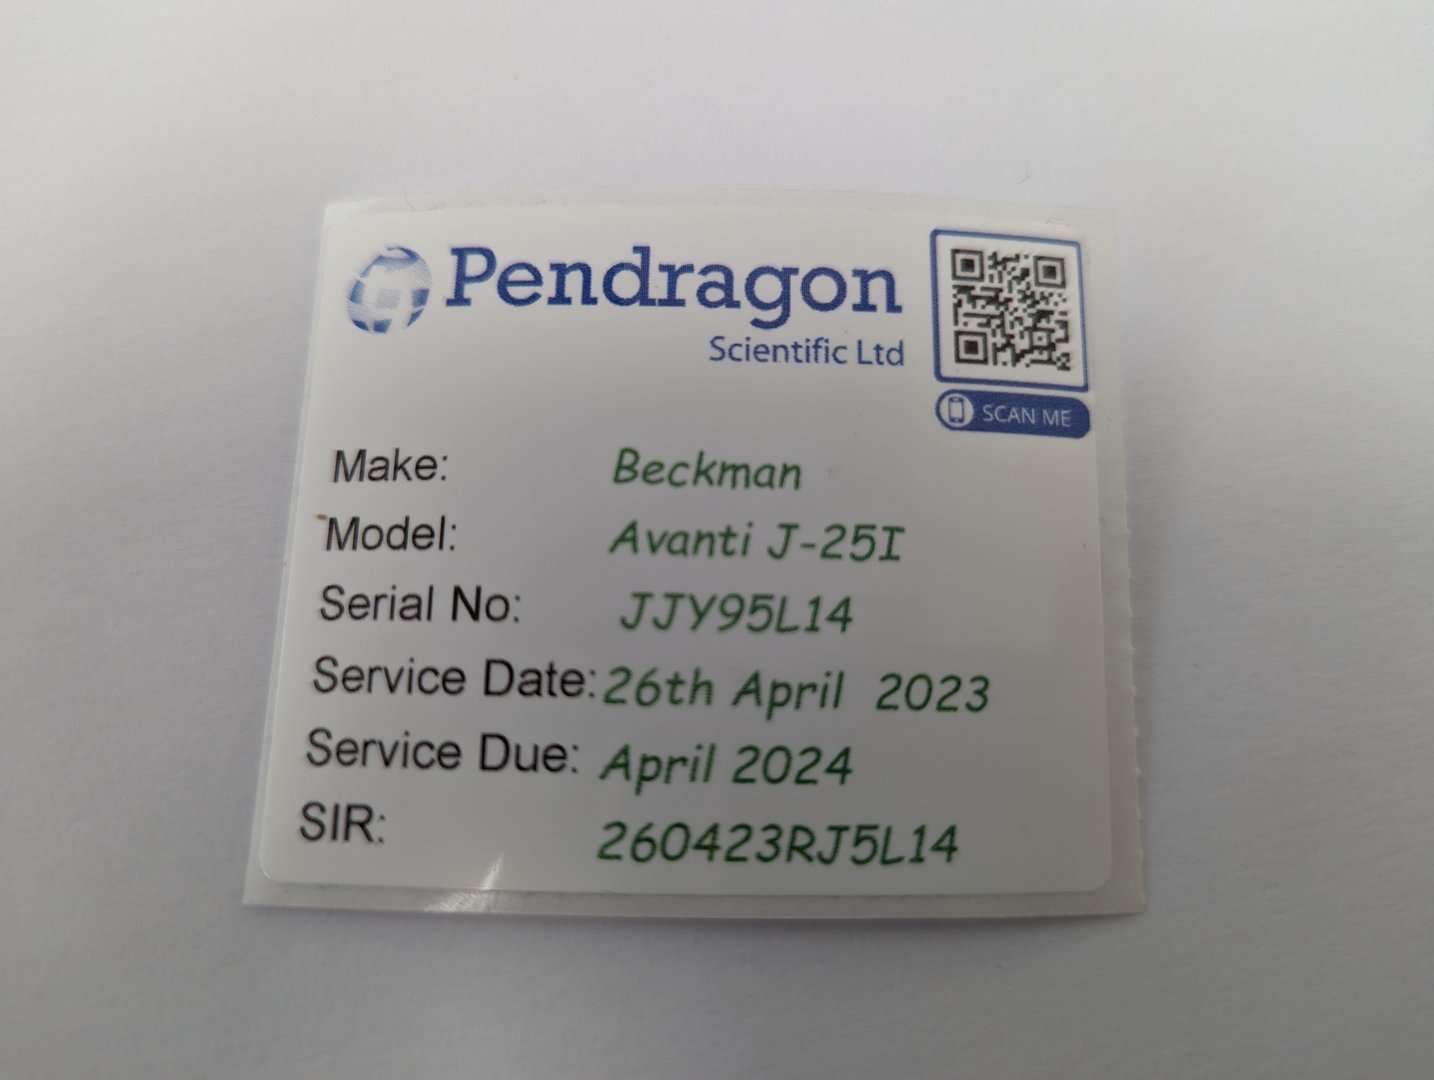 Pendragon
Scientific Ltd
SCAN ME
Make: Beckman
Model: Avanti J-25I
Serial No: JJY95L14
Service Date: 26th April 2023
Service Due: April 2024
SIR: 260423RJ5L14